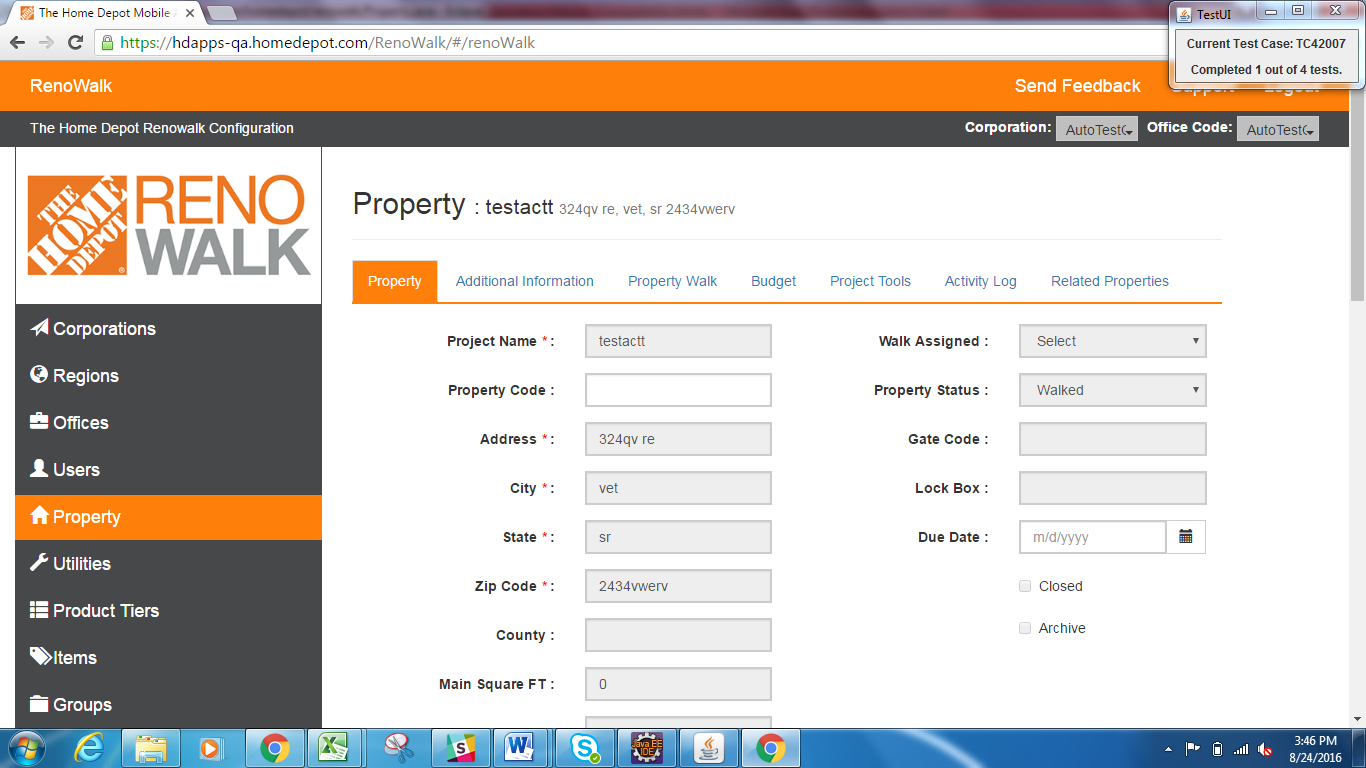 The Home Depot Mobile
TestUI
https://hdapps-qa.homedepot.com/RenoWalk/#/renoWalk
Current Test Case: TC42007
Completed 1 out of 4 tests.
RenoWalk
Send Feedback
Support
Logout
The Home Depot Renowalk Configuration
Corporation: AutoTest
Office Code: AutoTest
THE HOME DEPOT
RENO
WALK
Property : testactt 324qv re, vet, sr 2434vwerv
Property
Additional Information
Property Walk
Budget
Project Tools
Activity Log
Related Properties
Corporations
Regions
Offices
Users
Property
Utilities
Product Tiers
Items
Groups
Project Name * : testactt
Property Code :
Address * : 324qv re
City * : vet
State * : sr
Zip Code * : 2434vwerv
County :
Main Square FT : 0
Walk Assigned : Select
Property Status : Walked
Gate Code :
Lock Box :
Due Date : m/d/yyyy
Closed
Archive
Java EE
IDE
3:46 PM
8/24/2016